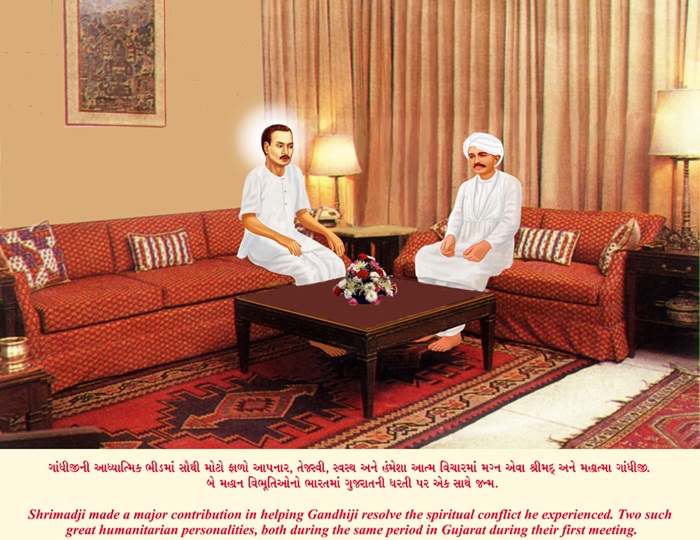 ગાંધીજીની આધ્યાત્મિક ભીડમાં સૌથી મોટો ફાળો આપનાર, તેજસ્વી, સ્વસ્થ અને હંમેશા આત્મ વિચારમાં મગ્ન એવા શ્રીમદ્ અને મહાત્મા ગાંધીજી.
બે મહાન વિભૂતિઓનો ભારતમાં ગુજરાતની ધરતી પર એક સાથે જન્મ.
Shrimadji made a major contribution in helping Gandhiji resolve the spiritual conflict he experienced. Two such
great humanitarian personalities, both during the same period in Gujarat during their first meeting.